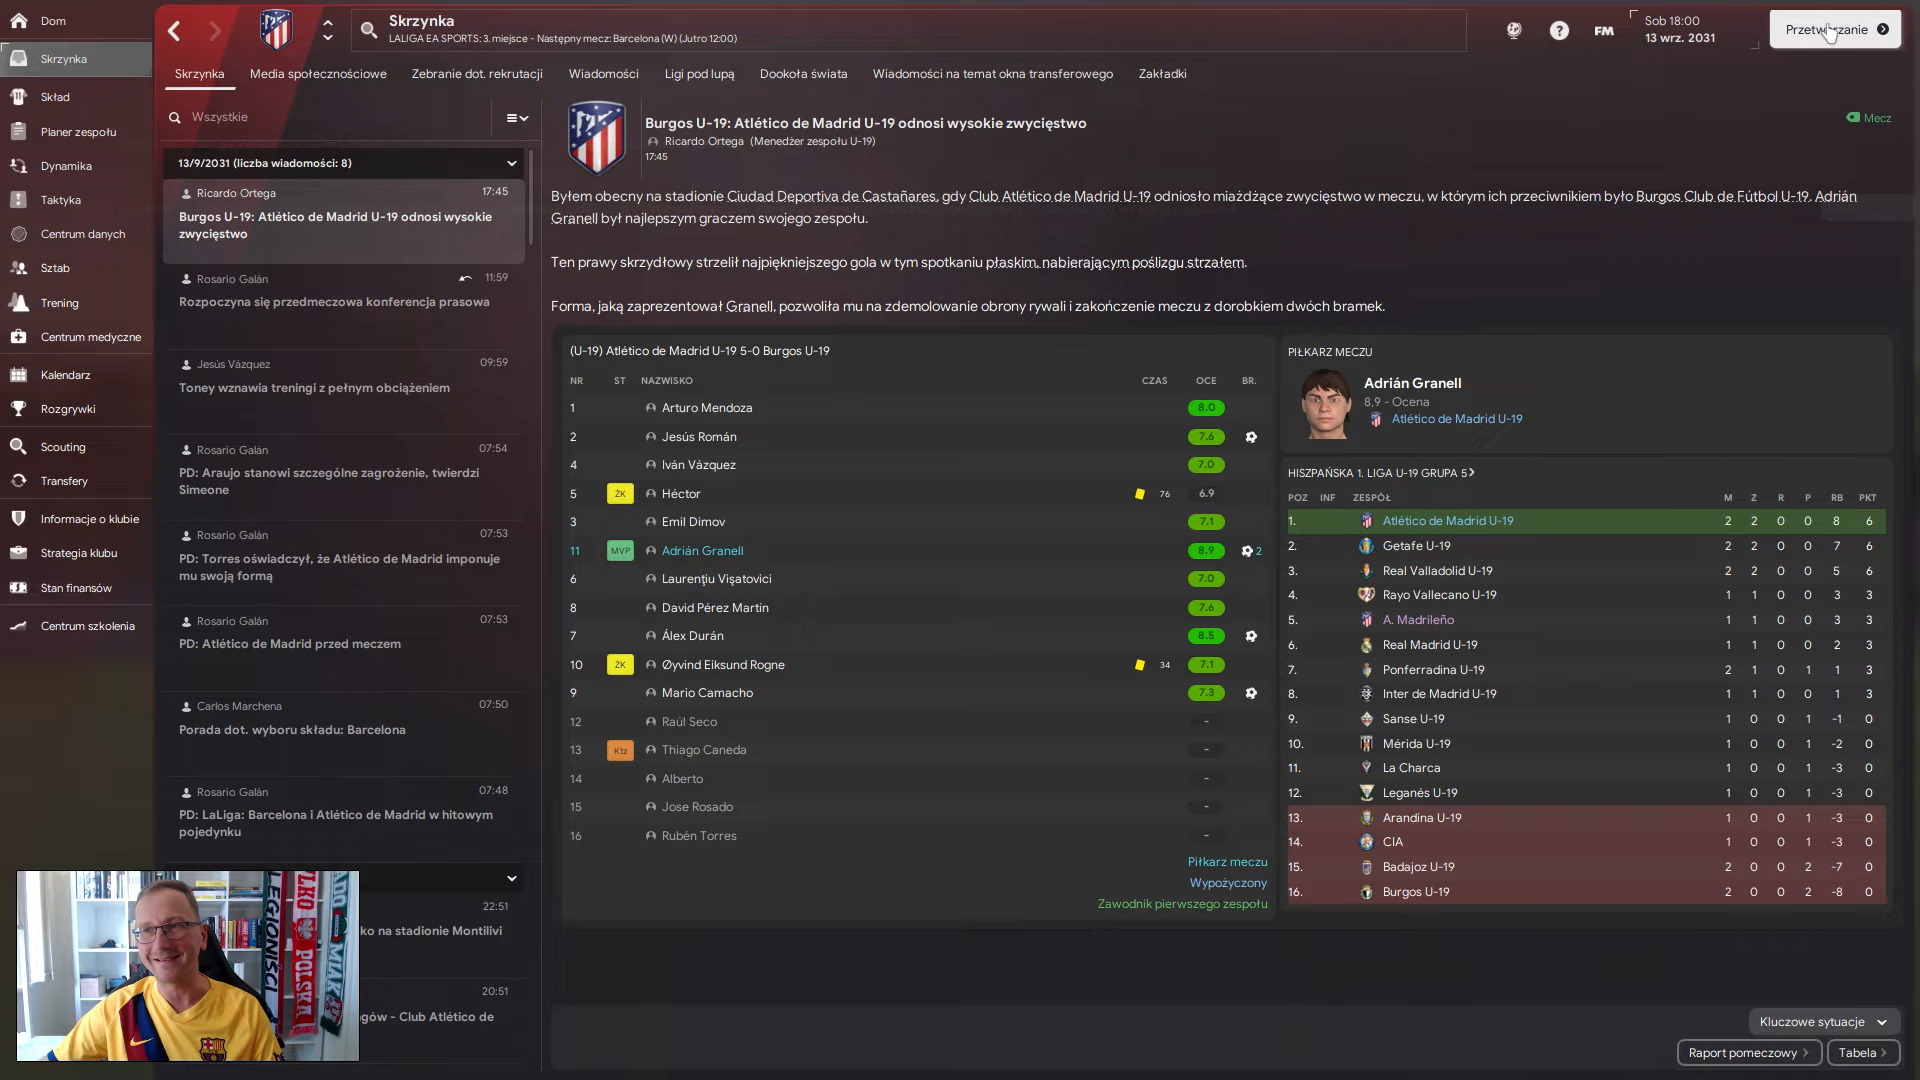 Dom
Skrzynka
Skład
Planer zespołu
Dynamika
Taktyka
Centrum danych
Sztab
Trening
Centrum medyczne
Kalendarz
Rozgrywki
Scouting
Transfery
Informacje o klubie
Strategia klubu
Stan finansów
Centrum szkolenia
Skrzynka
LALIGA EA SPORTS: 3. miejsce - Następny mecz: Barcelona (W) (Jutro 12:00)
FM
Sob 18:00
13 wrz. 2031
Przetwarzanie
Skrzynka Media społecznościowe Zebranie dot. rekrutacji Wiadomości Ligi pod lupą Dookoła świata Wiadomości na temat okna transferowego Zakładki
Wszystkie
13/9/2031 (liczba wiadomości: 8)
Ricardo Ortega 17:45
Burgos U-19: Atlético de Madrid U-19 odnosi wysokie
zwycięstwo
Rosario Galán 11:59
Rozpoczyna się przedmeczowa konferencja prasowa
Jesús Vázquez 09:59
Toney wznawia treningi z pełnym obciążeniem
Rosario Galán 07:54
PD: Araujo stanowi szczególne zagrożenie, twierdzi
Simeone
Rosario Galán 07:53
PD: Torres oświadczył, że Atlético de Madrid imponuje
mu swoją formą
Rosario Galán 07:53
PD: Atlético de Madrid przed meczem
Carlos Marchena 07:50
Porada dot. wyboru składu: Barcelona
Rosario Galán 07:48
PD: LaLiga: Barcelona i Atlético de Madrid w hitowym
pojedynku
22:51
ko na stadionie Montilivi
20:51
gów - Club Atlético de
LEGIONIŚCI
POLSKA
Burgos U-19: Atlético de Madrid U-19 odnosi wysokie zwycięstwo
Ricardo Ortega (Menedżer zespołu U-19)
17:45
Mecz
Byłem obecny na stadionie Ciudad Deportiva de Castañares, gdy Club Atlético de Madrid U-19 odniosło miażdżące zwycięstwo w meczu, w którym ich przeciwnikiem było Burgos Club de Fútbol U-19. Adrián
Granell był najlepszym graczem swojego zespołu.
Ten prawy skrzydłowy strzelił najpiękniejszego gola w tym spotkaniu płaskim, nabierającym poślizgu strzałem.
Forma, jaką zaprezentował Granell, pozwoliła mu na zdemolowanie obrony rywali i zakończenie meczu z dorobkiem dwóch bramek.
(U-19) Atlético de Madrid U-19 5-0 Burgos U-19
NR ST NAZWISKO CZAS OCE BR.
1 Arturo Mendoza 8.0
2 Jesús Román 7.6
4 Iván Vázquez 7.0
5 ŻK Héctor 76 6.9
3 Emil Dimov 7.1
11 MVP Adrián Granell 8.9 2
6 Laurențiu Vișatovici 7.0
8 David Pérez Martín 7.6
7 Álex Durán 8.5
10 ŻK Øyvind Eiksund Rogne 34 7.1
9 Mario Camacho 7.3
12 Raúl Seco -
13 Ktz Thiago Caneda -
14 Alberto -
15 Jose Rosado -
16 Rubén Torres -
Piłkarz meczu
Wypożyczony
Zawodnik pierwszego zespołu
PIŁKARZ MECZU
Adrián Granell
8,9 - Ocena
Atlético de Madrid U-19
HISZPAŃSKA 1. LIGA U-19 GRUPA 5
POZ INF ZESPÓŁ M Z R P RB PKT
1. Atlético de Madrid U-19 2 2 0 0 8 6
2. Getafe U-19 2 2 0 0 7 6
3. Real Valladolid U-19 2 2 0 0 5 6
4. Rayo Vallecano U-19 1 1 0 0 3 3
5. A. Madrileño 1 1 0 0 3 3
6. Real Madrid U-19 1 1 0 0 2 3
7. Ponferradina U-19 2 1 0 1 1 3
8. Inter de Madrid U-19 1 1 0 0 1 3
9. Sanse U-19 1 0 0 1 -1 0
10. Mérida U-19 1 0 0 1 -2 0
11. La Charca 1 0 0 1 -3 0
12. Leganés U-19 1 0 0 1 -3 0
13. Arandina U-19 1 0 0 1 -3 0
14. CIA 1 0 0 1 -3 0
15. Badajoz U-19 2 0 0 2 -7 0
16. Burgos U-19 2 0 0 2 -8 0
Kluczowe sytuacje
Raport pomeczowy
Tabela